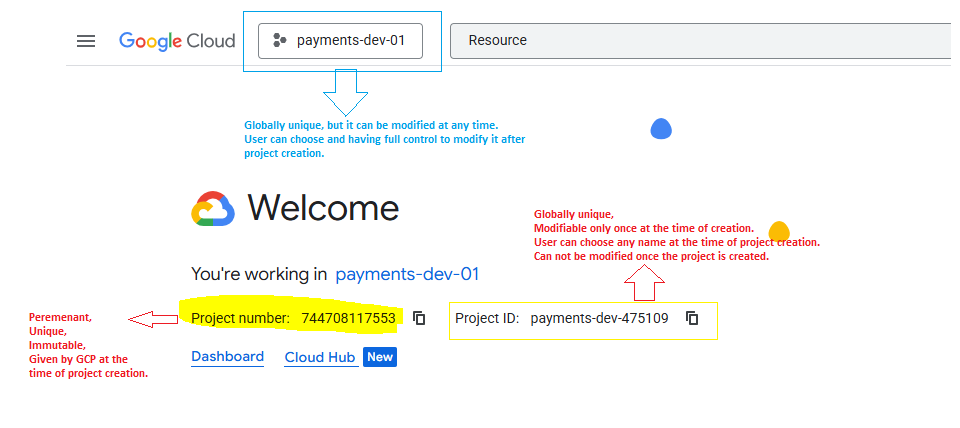 Google Cloud
payments-dev-01
Resource
Globally unique, but it can be modified at any time.
User can choose and having full control to modify it after
project creation.
Welcome
Globally unique,
Modifiable only once at the time of creation.
User can choose any name at the time of project creation.
Can not be modified once the project is created.
You're working in payments-dev-01
Project number: 744708117553
Project ID: payments-dev-475109
Peremenant,
Unique,
Immutable,
Given by GCP at the
time of project creation.
Dashboard
Cloud Hub New